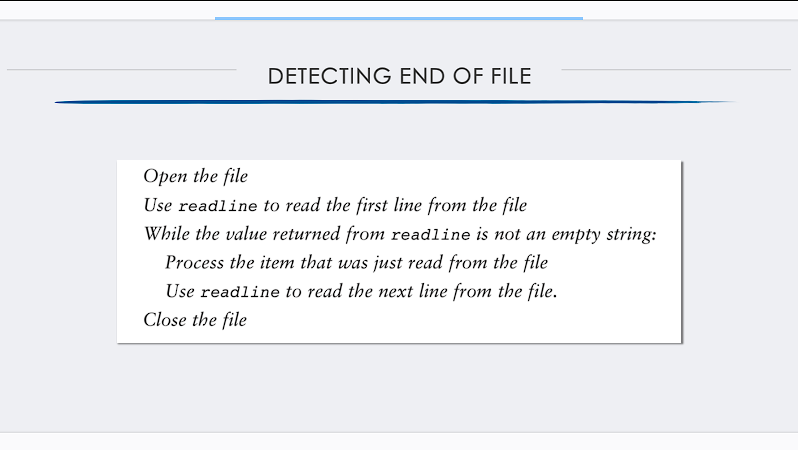 DETECTING END OF FILE
Open the file
Use readline to read the first line from the file
While the value returned from readline is not an empty string:
Process the item that was just read from the file
Use readline to read the next line from the file.
Close the file